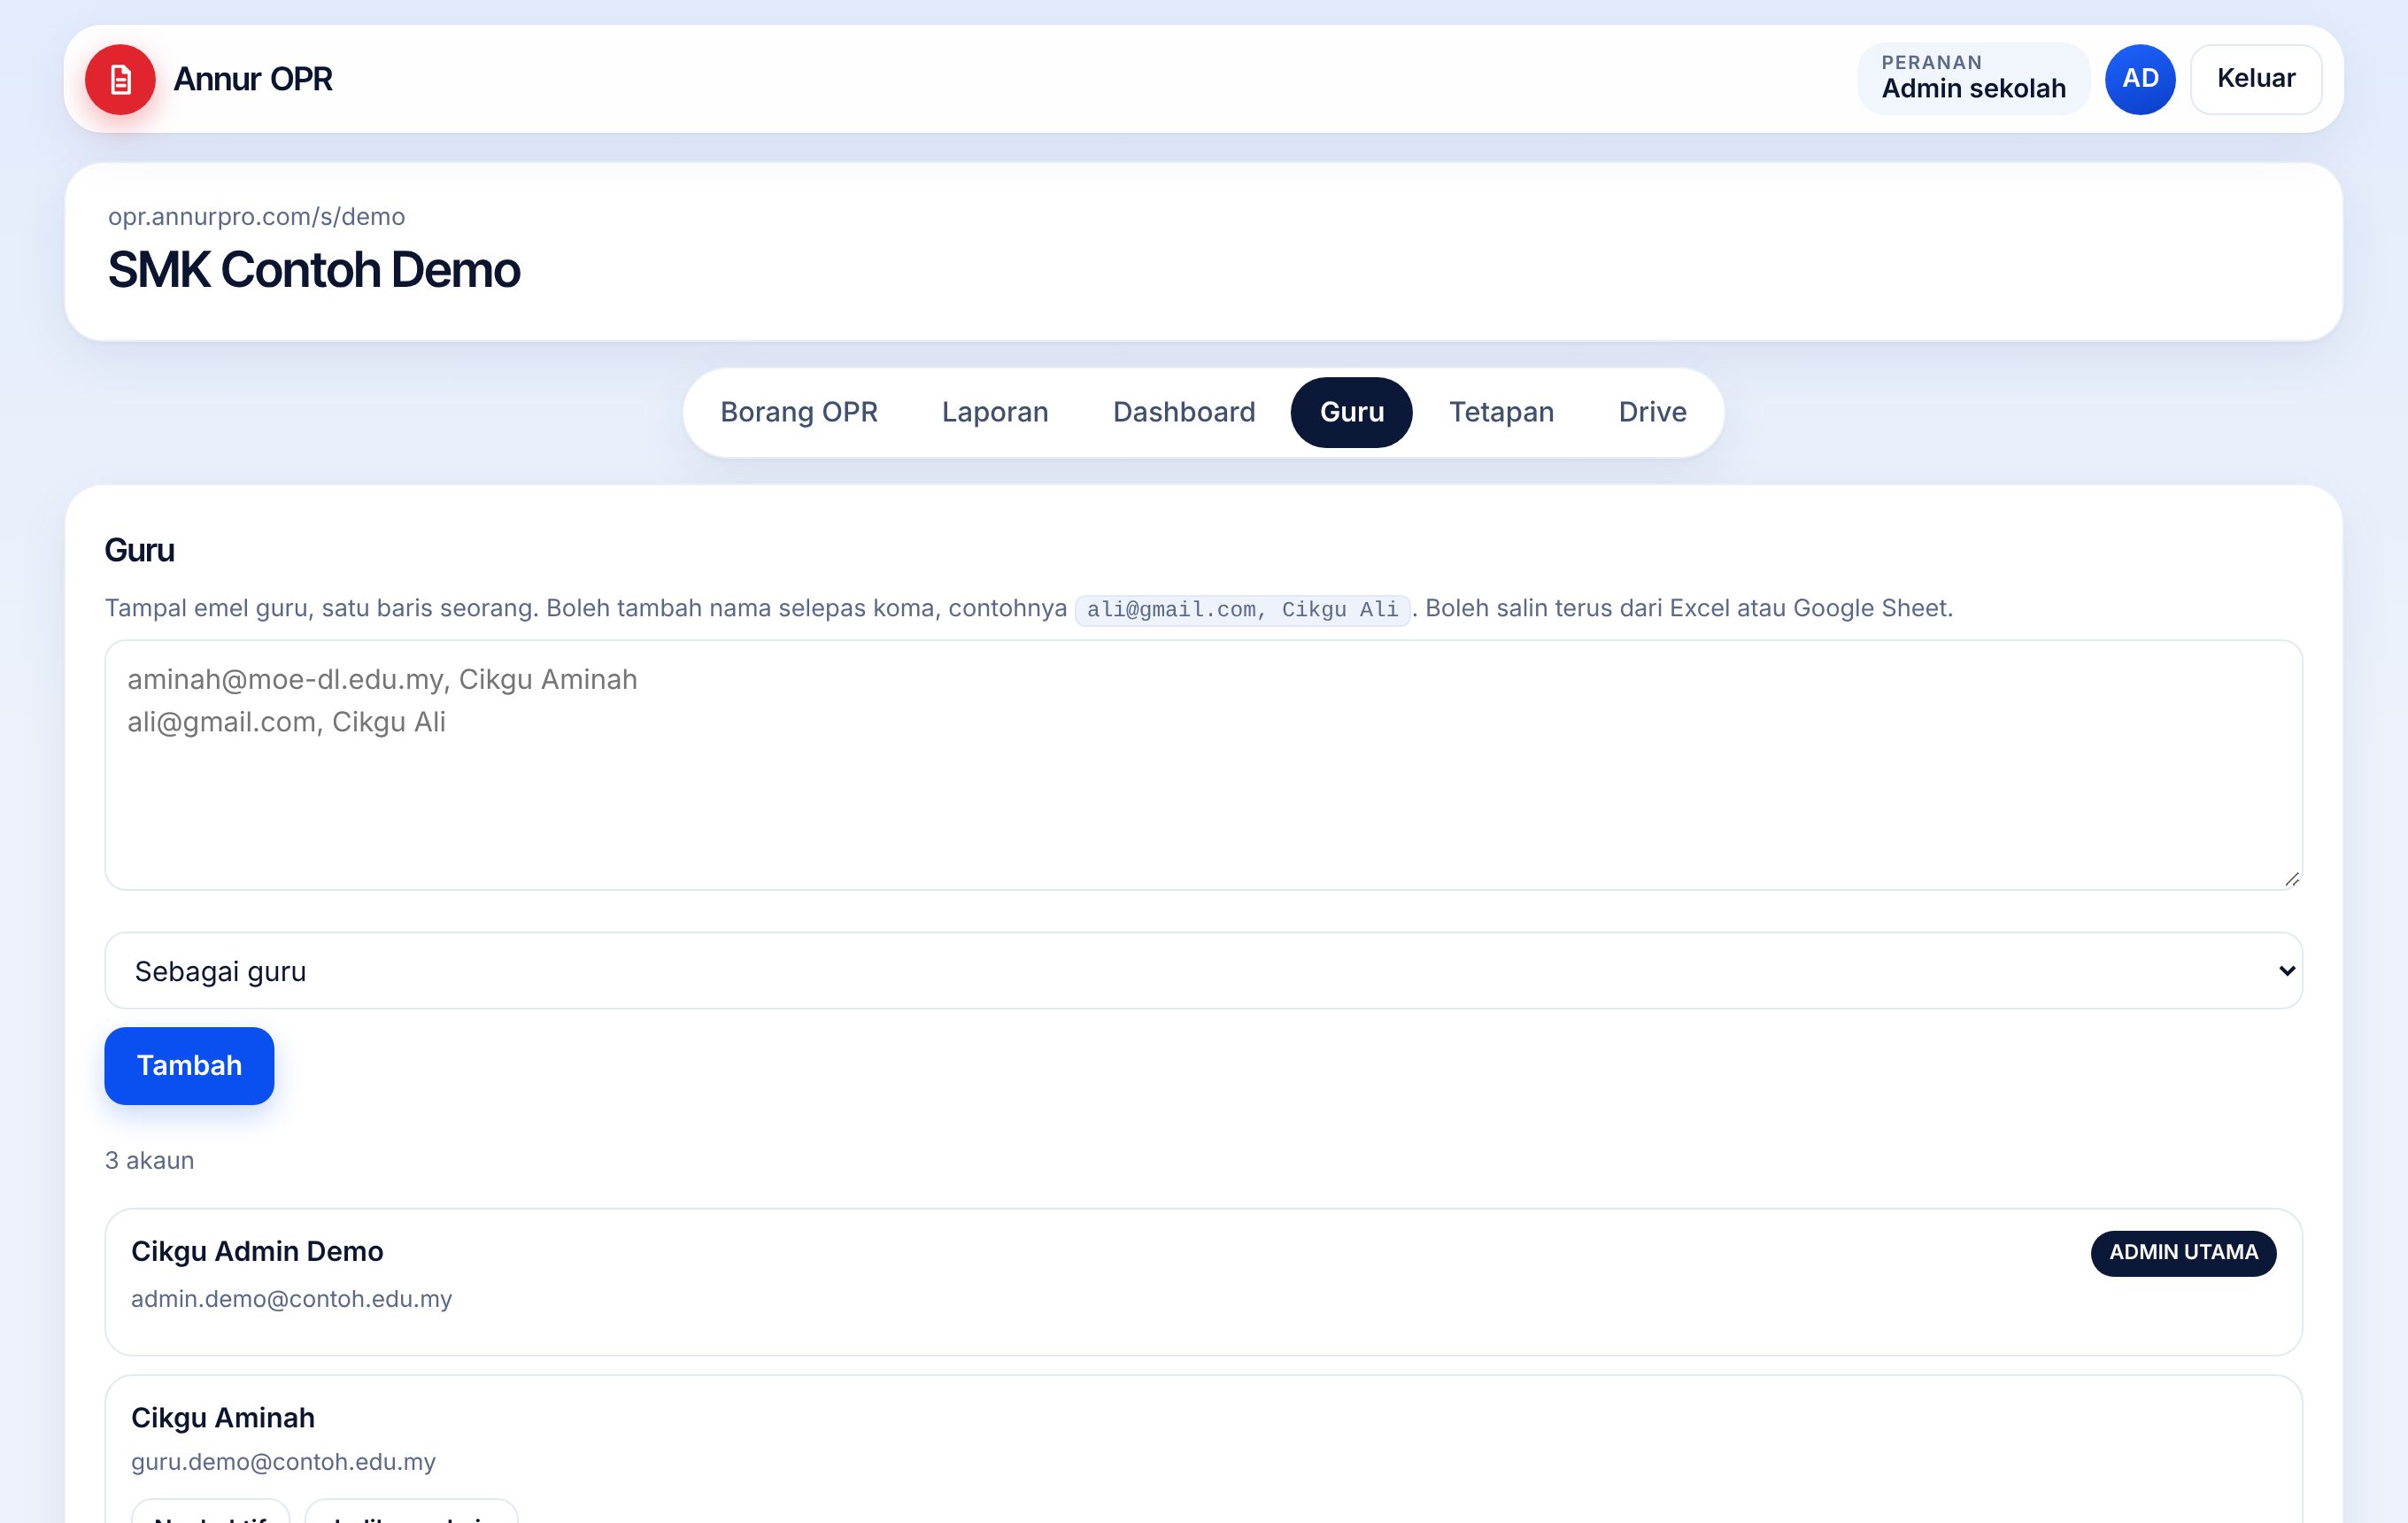 Annur OPR
PERANAN
Admin sekolah
AD
Keluar
opr.annurpro.com/s/demo
SMK Contoh Demo
Borang OPR
Laporan
Dashboard
Guru
Tetapan
Drive
Guru
Tampal emel guru, satu baris seorang. Boleh tambah nama selepas koma, contohnya ali@gmail.com, Cikgu Ali. Boleh salin terus dari Excel atau Google Sheet.
aminah@moe-dl.edu.my, Cikgu Aminah
ali@gmail.com, Cikgu Ali
Sebagai guru
Tambah
3 akaun
Cikgu Admin Demo
ADMIN UTAMA
admin.demo@contoh.edu.my
Cikgu Aminah
guru.demo@contoh.edu.my